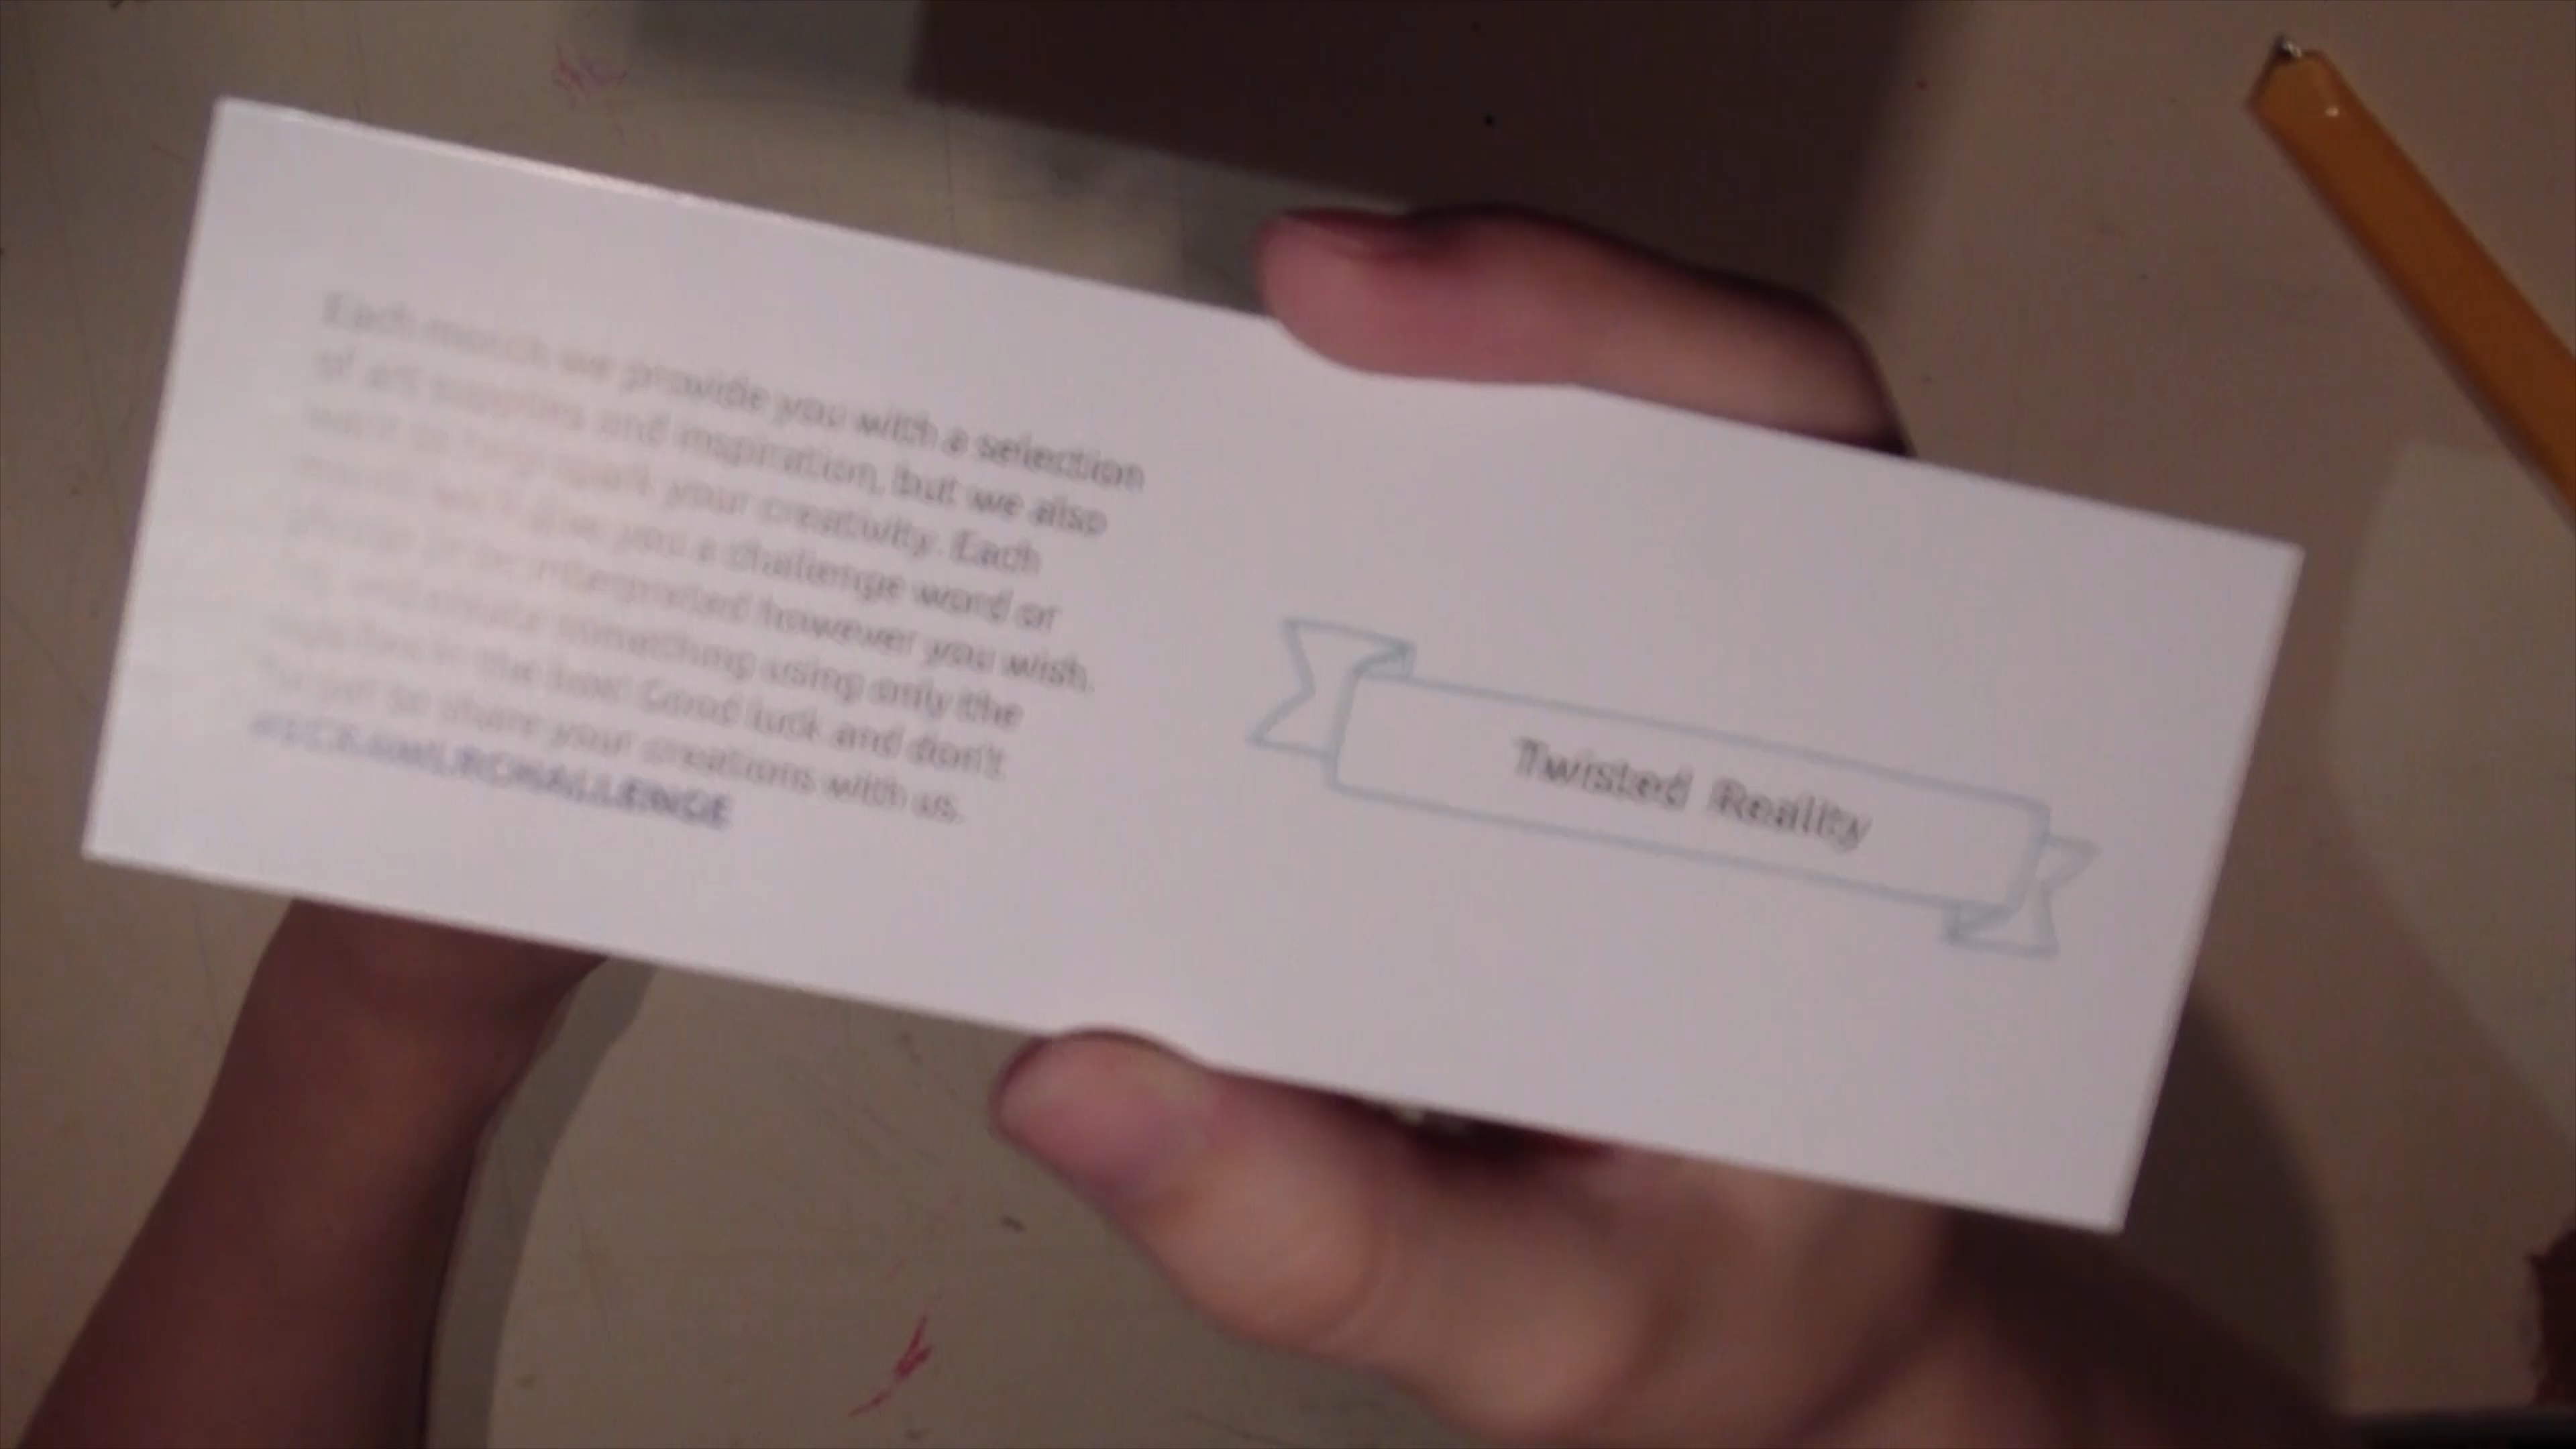 Each month we provide you with a selection
of art supplies and inspiration, but we also
want to help spark your creativity. Each
month we'll give you a challenge word or
phrase to be interpreted however you wish.
and create something using only the
supplies in the box! Good luck and don't
forget to share your creations with us.
#SCRAWLRCHALLENGE
Twisted Reality